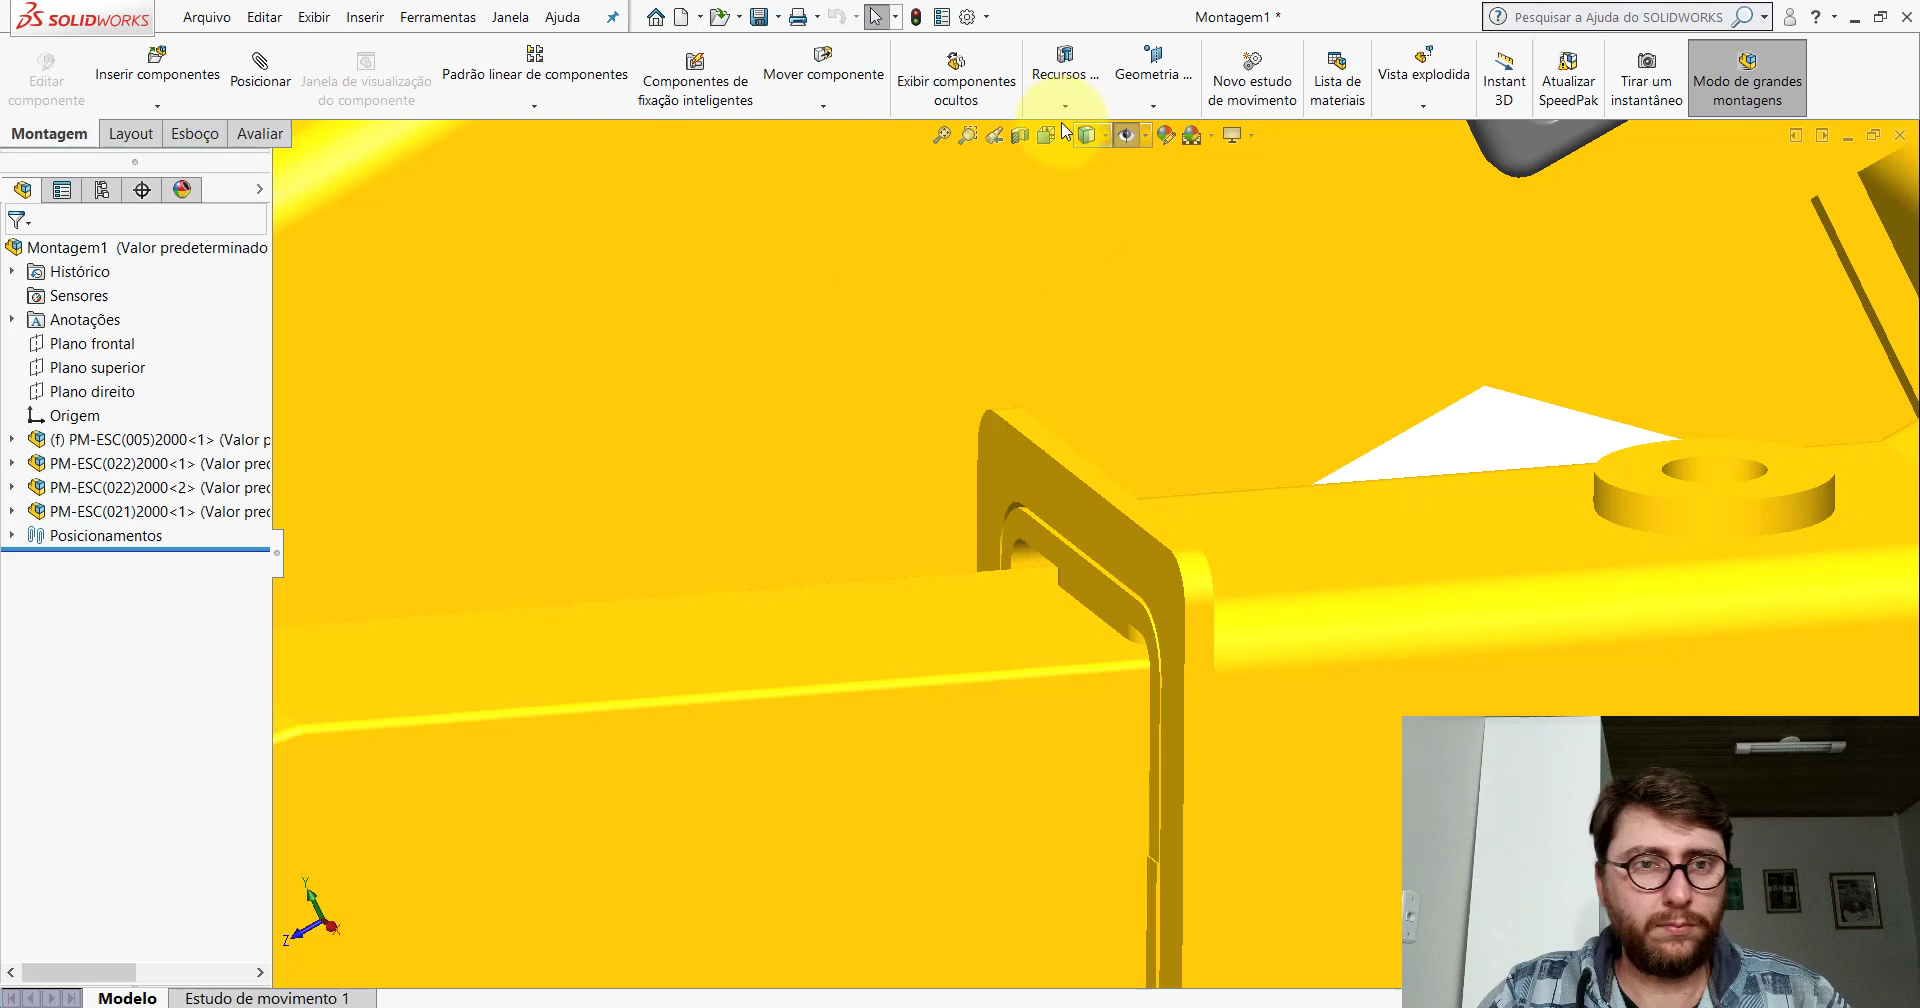 SOLIDWORKS
Arquivo Editar Exibir Inserir Ferramentas Janela Ajuda
Montagem1 *
Pesquisar a Ajuda do SOLIDWORKS
Editar componente
Inserir componentes
Posicionar
Janela de visualização do componente
Padrão linear de componentes
Componentes de fixação inteligentes
Mover componente
Exibir componentes ocultos
Recursos ...
Geometria ...
Novo estudo de movimento
Lista de materiais
Vista explodida
Instant 3D
Atualizar SpeedPak
Tirar um instantâneo
Modo de grandes montagens
Montagem Layout Esboço Avaliar
Montagem1 (Valor predeterminado
Histórico
Sensores
A Anotações
Plano frontal
Plano superior
Plano direito
Origem
(f) PM-ESC(005)2000<1> (Valor p
PM-ESC(022)2000<1> (Valor pred
PM-ESC(022)2000<2> (Valor pred
PM-ESC(021)2000<1> (Valor pred
Posicionamentos
Y
Z X
Modelo Estudo de movimento 1